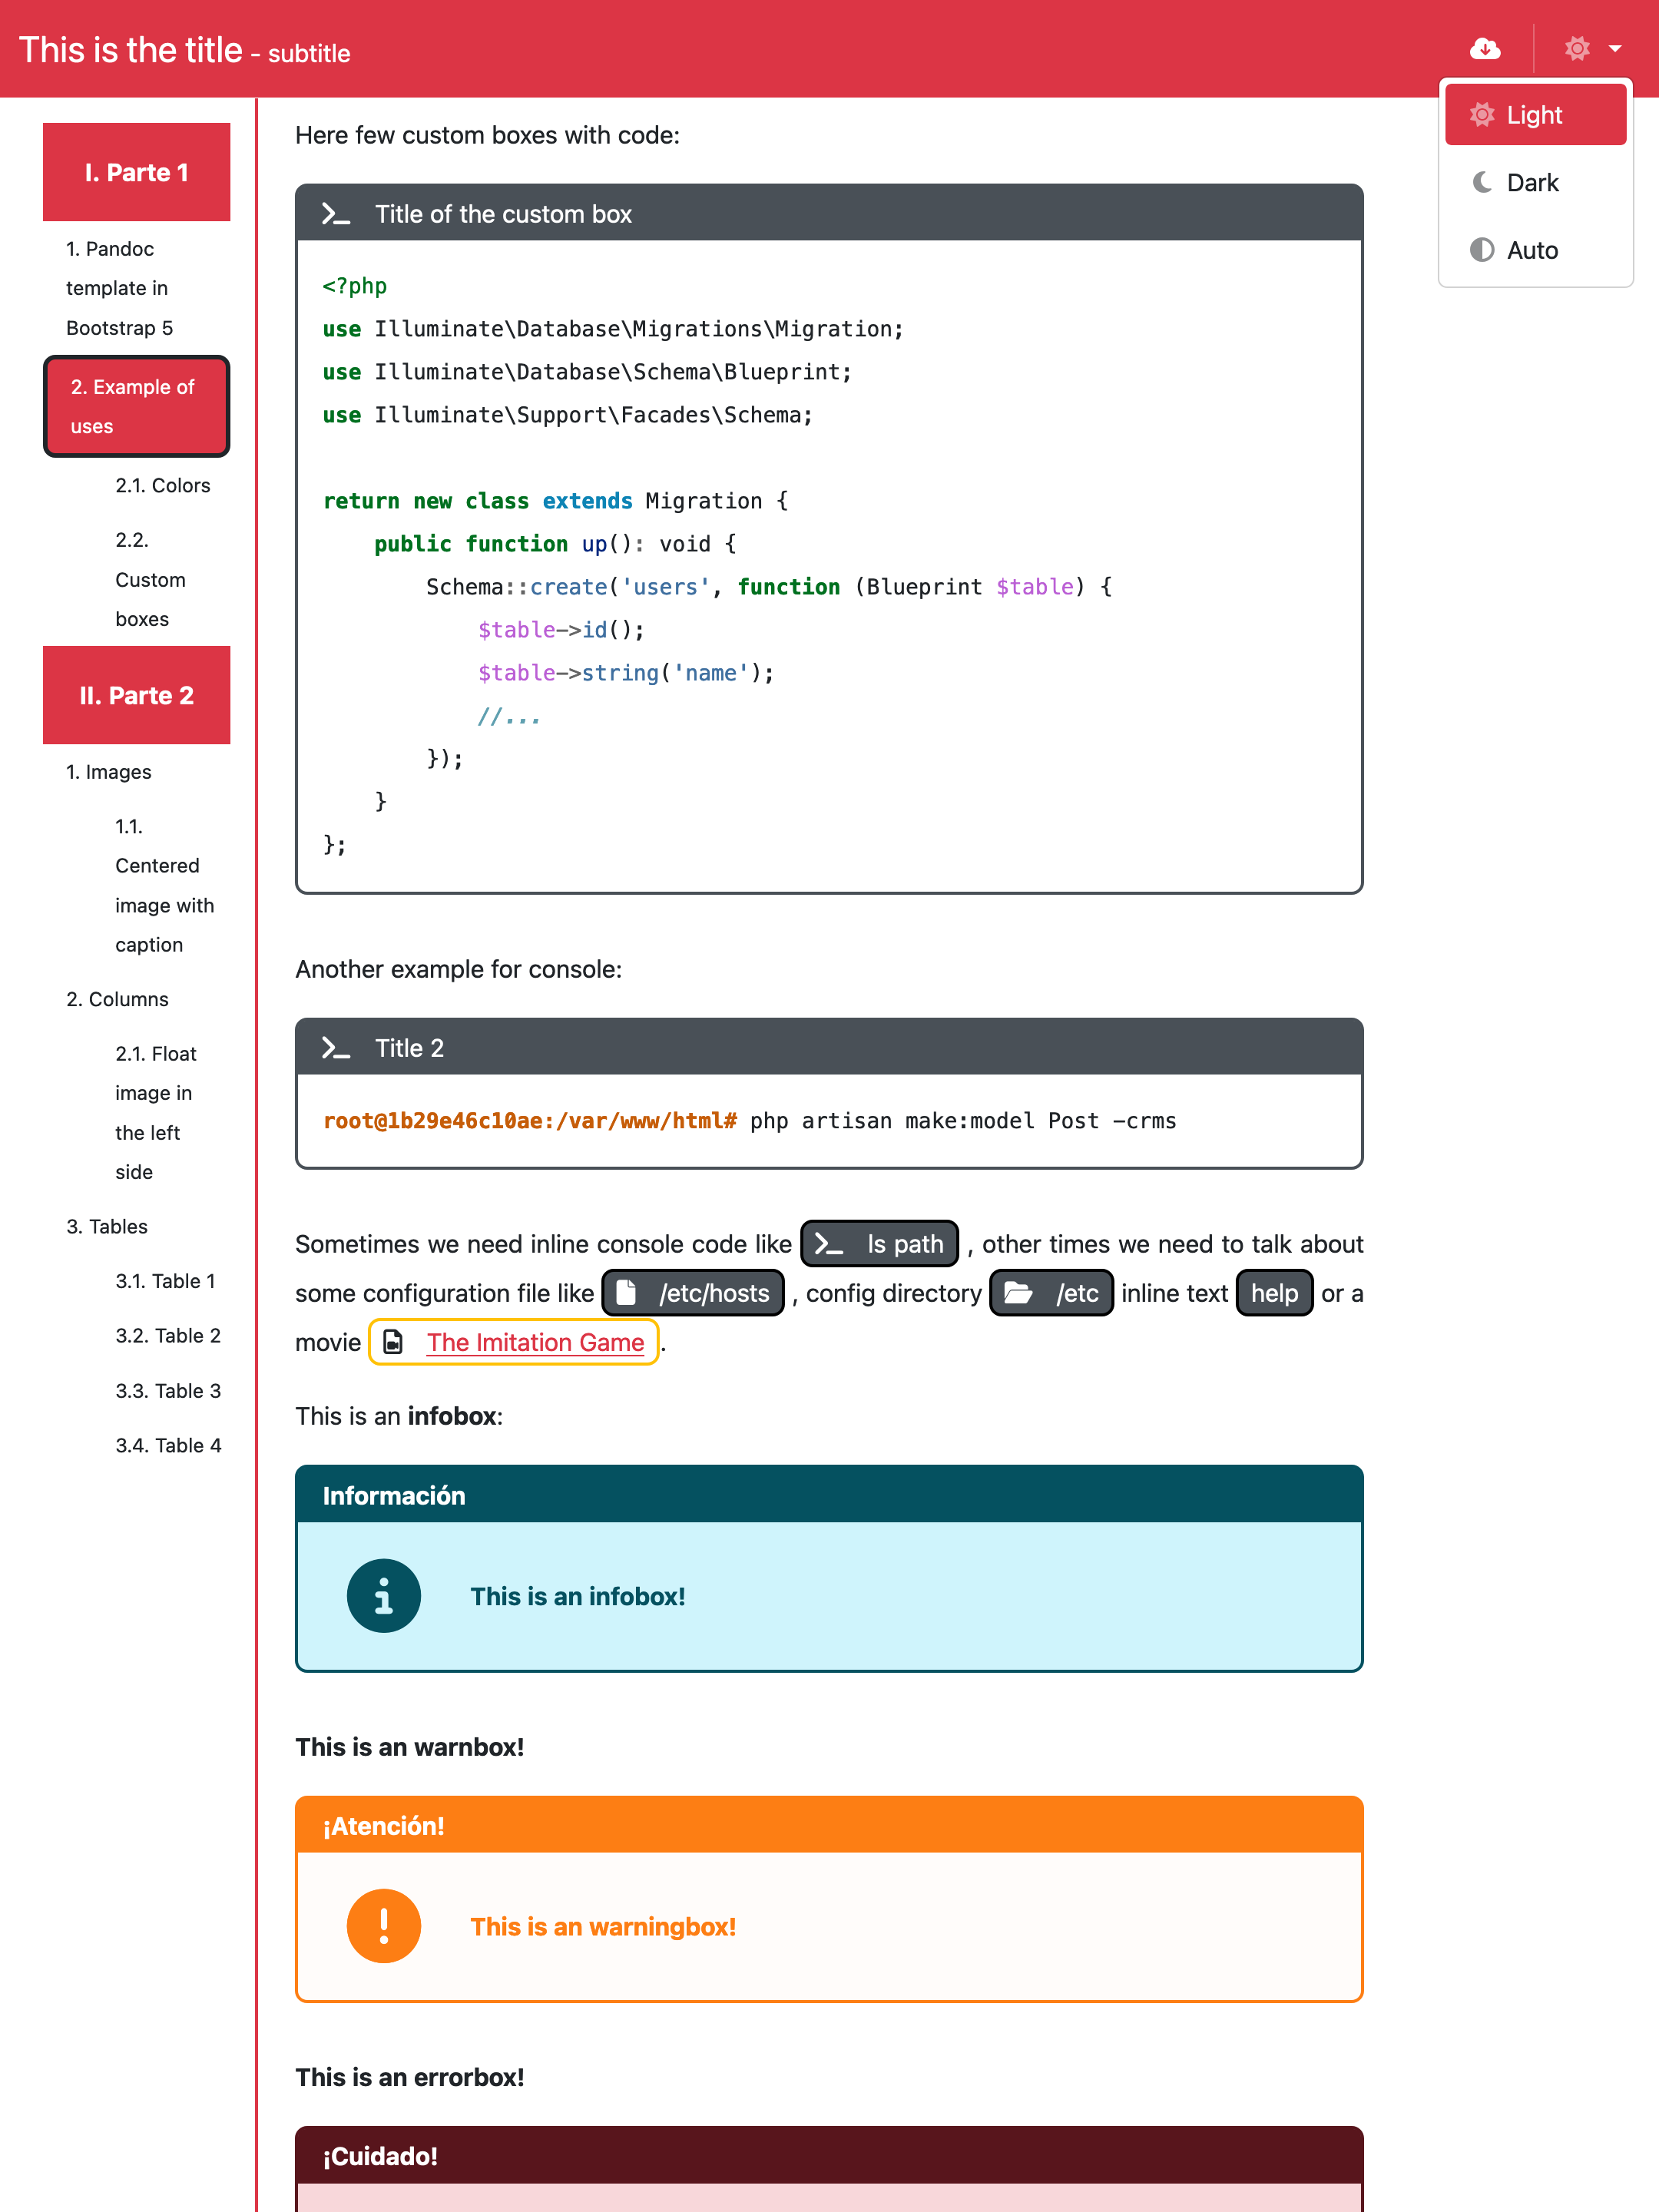 This is the title - subtitle
Light
Dark
Auto
I. Parte 1
1. Pandoc
template in
Bootstrap 5
2. Example of
uses
2.1. Colors
2.2.
Custom
boxes
II. Parte 2
1. Images
1.1.
Centered
image with
caption
2. Columns
2.1. Float
image in
the left
side
3. Tables
3.1. Table 1
3.2. Table 2
3.3. Table 3
3.4. Table 4
Here few custom boxes with code:
Title of the custom box
<?php
use Illuminate\Database\Migrations\Migration;
use Illuminate\Database\Schema\Blueprint;
use Illuminate\Support\Facades\Schema;
return new class extends Migration {
    public function up(): void {
        Schema::create('users', function (Blueprint $table) {
            $table->id();
            $table->string('name');
            //...
        });
    }
};
Another example for console:
Title 2
root@1b29e46c10ae:/var/www/html# php artisan make:model Post -crms
Sometimes we need inline console code like ls path , other times we need to talk about
some configuration file like /etc/hosts , config directory /etc inline text help or a
movie The Imitation Game .
This is an infobox:
Información
This is an infobox!
This is an warnbox!
¡Atención!
This is an warningbox!
This is an errorbox!
¡Cuidado!